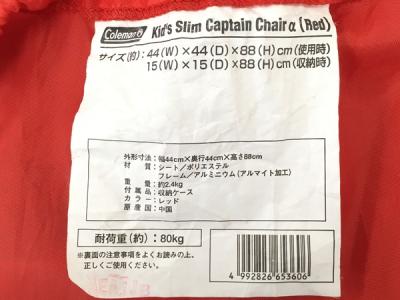 Coleman Kid's Slim Captain Chair α (Red)
サイズ(約): 44(W)×44(D)×88(H)cm(使用時)
15(W)×15(D)×88(H)cm(収納時)
外形寸法:幅44cm×奥行44cm×高さ88cm
材 質:シート/ポリエステル
フレーム/アルミニウム(アルマイト加工)
重 量:約2.4kg
付 属 品:収納ケース
カ ラ ー:レッド
原 産 国:中国
耐荷重(約):80kg
※裏面の注意事項をよくお読みの上、
正しくご使用ください。
4 992826 653606